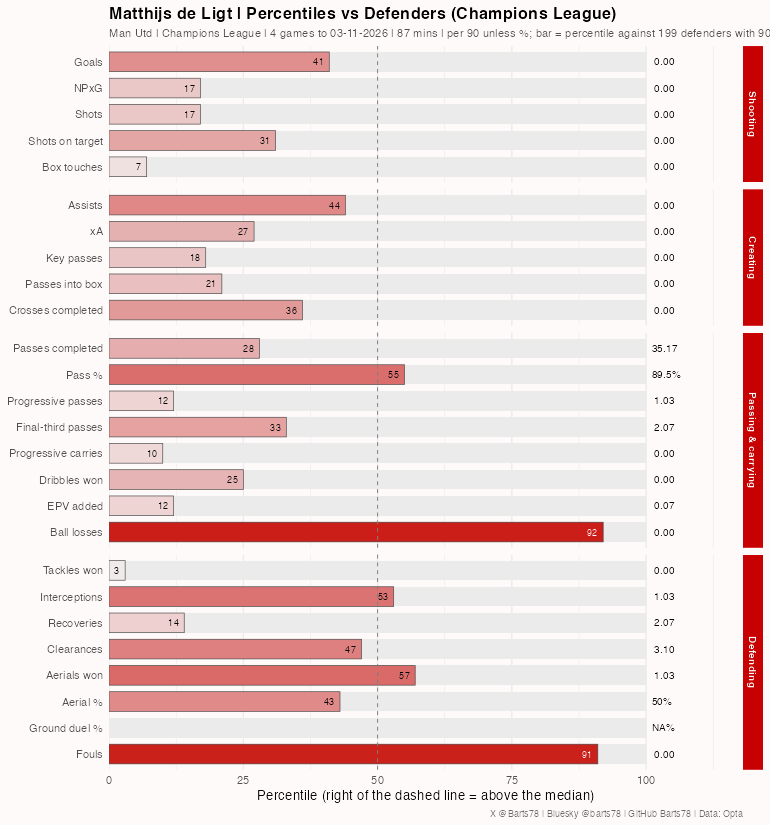 Matthijs de Ligt | Percentiles vs Defenders (Champions League)
Man Utd | Champions League | 4 games to 03-11-2026 | 87 mins | per 90 unless %; bar = percentile against 199 defenders with 90
Goals 41 0.00
NPxG 17 0.00
Shots 17 0.00
Shots on target 31 0.00
Box touches 7 0.00
Shooting
Assists 44 0.00
xA 27 0.00
Key passes 18 0.00
Passes into box 21 0.00
Crosses completed 36 0.00
Creating
Passes completed 28 35.17
Pass % 55 89.5%
Progressive passes 12 1.03
Final-third passes 33 2.07
Progressive carries 10 0.00
Dribbles won 25 0.00
EPV added 12 0.07
Ball losses 92 0.00
Passing & carrying
Tackles won 3 0.00
Interceptions 53 1.03
Recoveries 14 2.07
Clearances 47 3.10
Aerials won 57 1.03
Aerial % 43 50%
Ground duel % NA%
Fouls 91 0.00
Defending
0 25 50 75 100
Percentile (right of the dashed line = above the median)
X @Barts78 | Bluesky @barts78 | GitHub Barts78 | Data: Opta